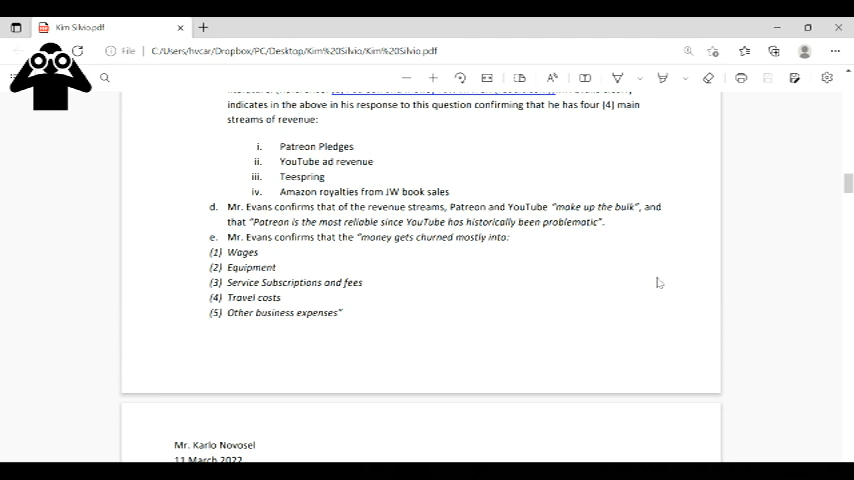 Kim Silvio.pdf
File C:/Users/hvcar/Dropbox/PC/Desktop/Kim%20Silvio/Kim%20Silvio.pdf
indicates in the above in his response to this question confirming that he has four (4) main
streams of revenue:
i. Patreon Pledges
ii. YouTube ad revenue
iii. Teespring
iv. Amazon royalties from JW book sales
d. Mr. Evans confirms that of the revenue streams, Patreon and YouTube "make up the bulk", and
that "Patreon is the most reliable since YouTube has historically been problematic".
e. Mr. Evans confirms that the "money gets churned mostly into:
(1) Wages
(2) Equipment
(3) Service Subscriptions and fees
(4) Travel costs
(5) Other business expenses"
Mr. Karlo Novosel
11 March 2022